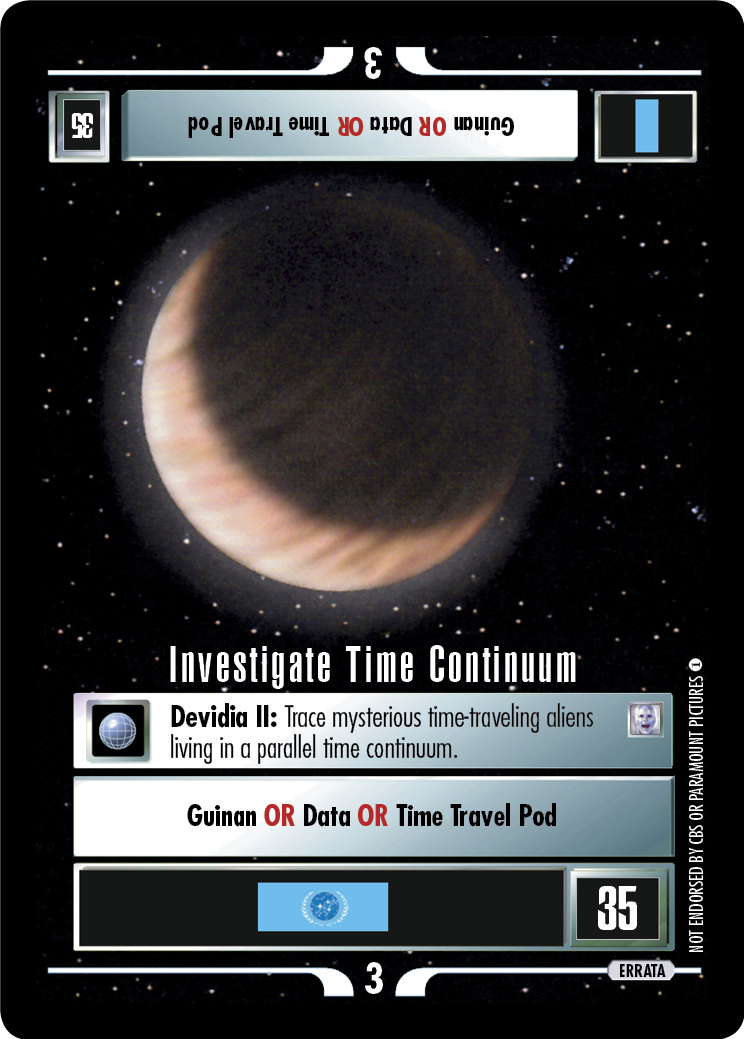 3
35
Guinan OR Data OR Time Travel Pod
Investigate Time Continuum
Devidia II: Trace mysterious time-traveling aliens
living in a parallel time continuum.
Guinan OR Data OR Time Travel Pod
35
3
ERRATA
NOT ENDORSED BY CBS OR PARAMOUNT PICTURES 1